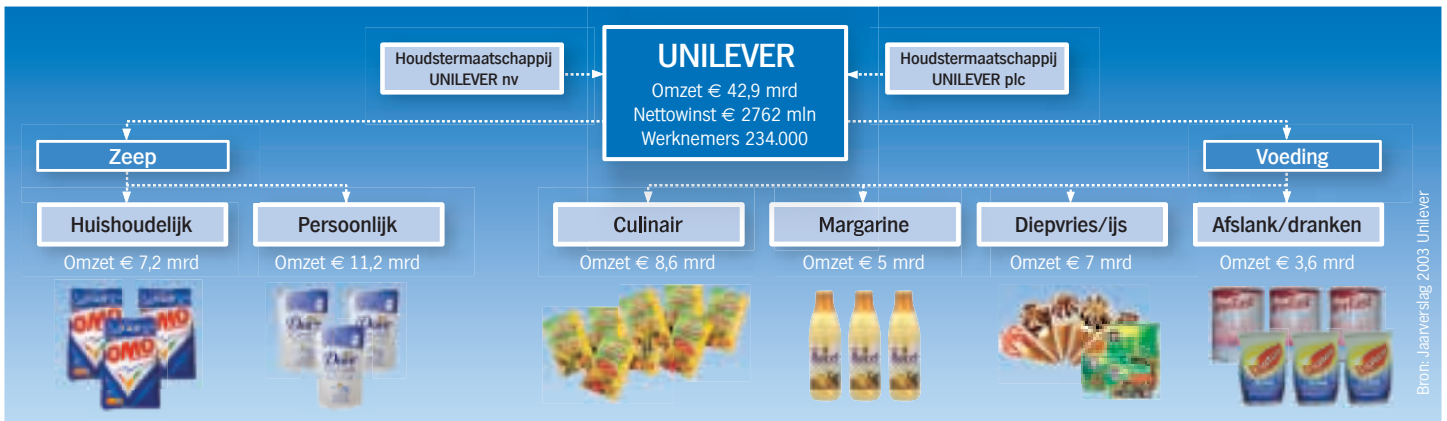 Houdstermaatschappij
UNILEVER nv
UNILEVER
Omzet € 42,9 mrd
Nettowinst € 2762 mln
Werknemers 234.000
Houdstermaatschappij
UNILEVER plc
Zeep
Voeding
Huishoudelijk
Omzet € 7,2 mrd
Persoonlijk
Omzet € 11,2 mrd
Culinair
Omzet € 8,6 mrd
Margarine
Omzet € 5 mrd
Diepvries/ijs
Omzet € 7 mrd
Afslank/dranken
Omzet € 3,6 mrd
OMO
OMO
OMO
Dove
Dove
Dove
Bron: Jaarverslag 2003 Unilever